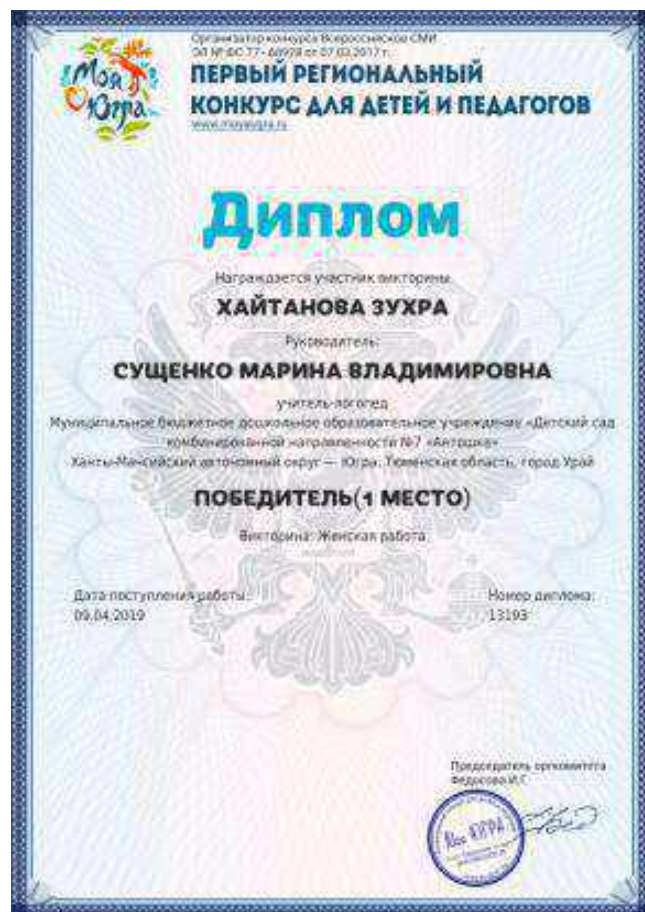 Организатор конкурса Всероссийское СМИ
ЭЛ № ФС 77 - 68978 от 07.03.2017 г.
Моя Югра
ПЕРВЫЙ РЕГИОНАЛЬНЫЙ
КОНКУРС ДЛЯ ДЕТЕЙ И ПЕДАГОГОВ
www.moyaugra.ru
Диплом
Награждается участник викторины
ХАЙТАНОВА ЗУХРА
Руководитель:
СУЩЕНКО МАРИНА ВЛАДИМИРОВНА
учитель-логопед
Муниципальное бюджетное дошкольное образовательное учреждение «Детский сад
комбинированной направленности №7 «Антошка»
Ханты-Мансийский автономный округ — Югра, Тюменская область, город Урай
ПОБЕДИТЕЛЬ(1 МЕСТО)
Викторина: Женская работа
Дата поступления работы:
09.04.2019
Номер диплома:
13193
Председатель оргкомитета
Федосова И.Г.
Моя ЮГРА